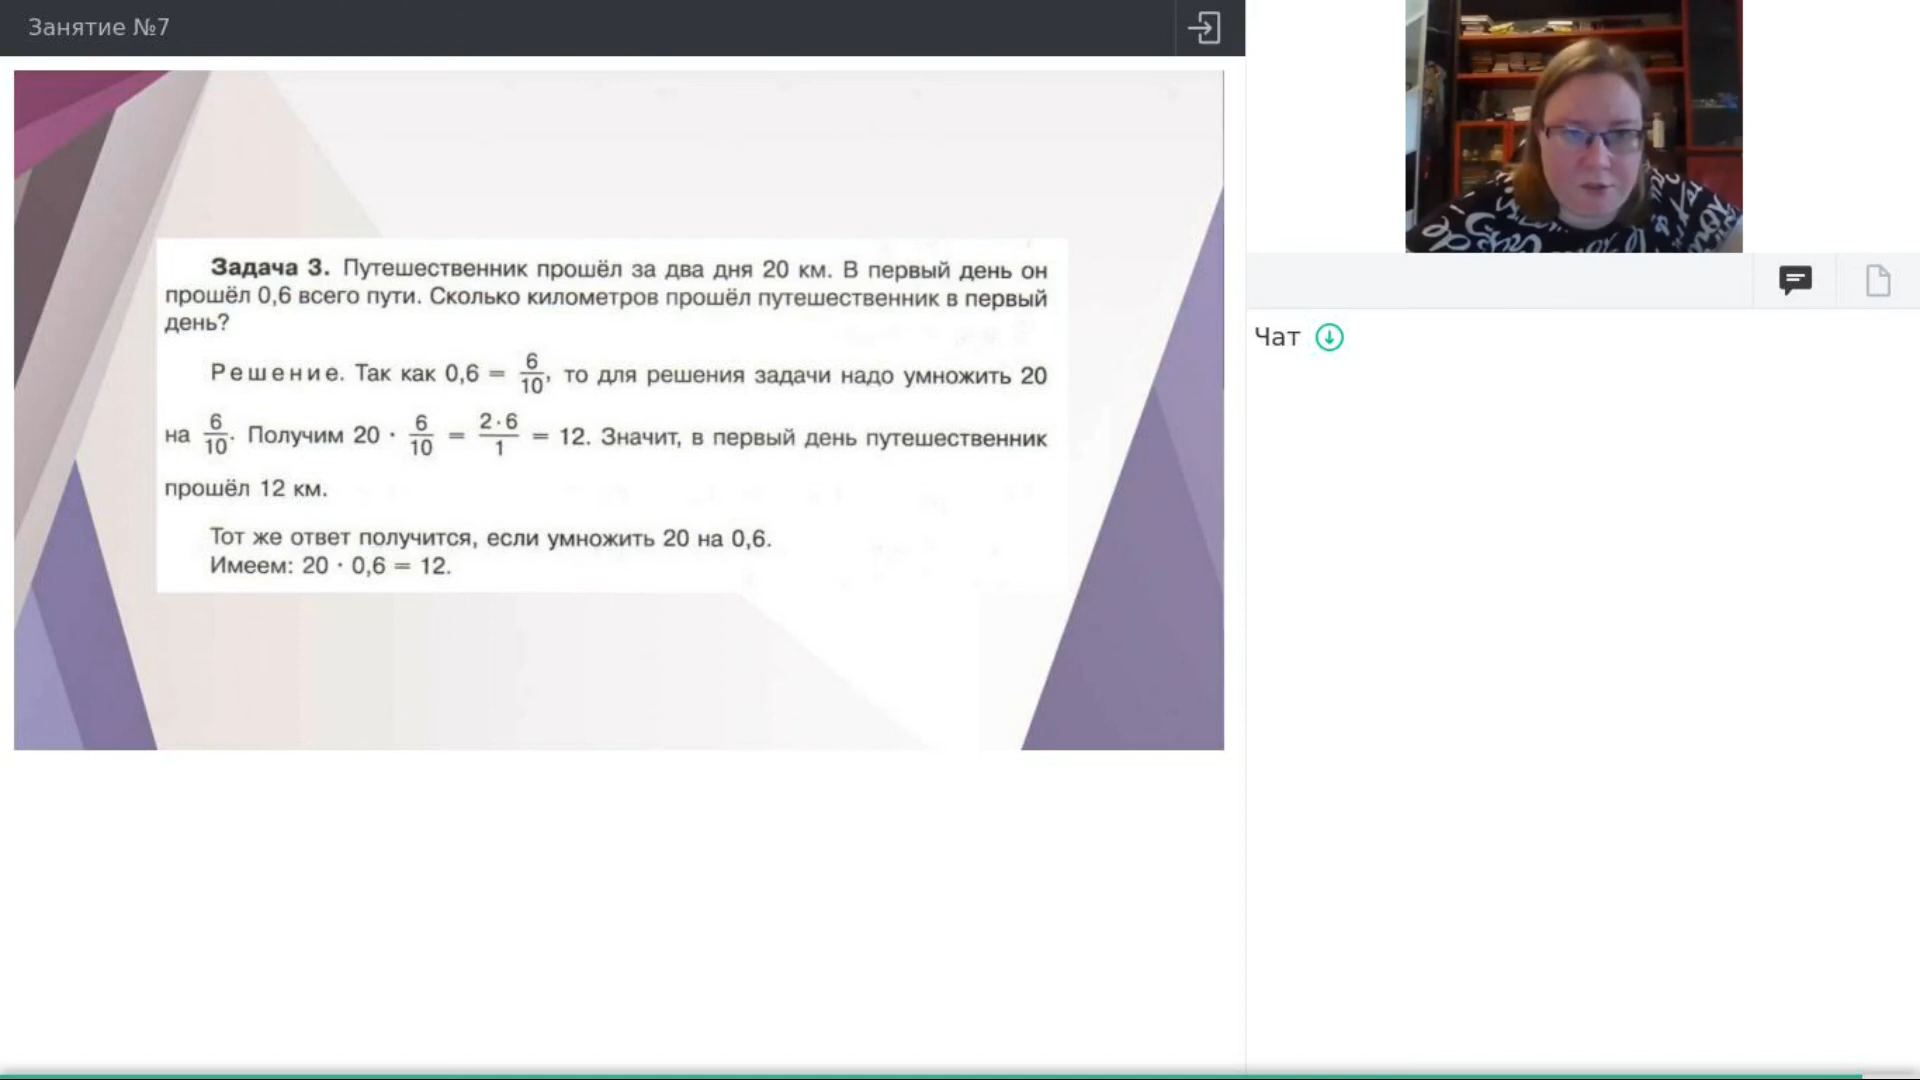 Занятие №7
Задача 3. Путешественник прошёл за два дня 20 км. В первый день он
прошёл 0,6 всего пути. Сколько километров прошёл путешественник в первый
день?
Решение. Так как 0,6 = 6/10, то для решения задачи надо умножить 20
на 6/10. Получим 20 · 6/10 = 2·6/1 = 12. Значит, в первый день путешественник
прошёл 12 км.
Тот же ответ получится, если умножить 20 на 0,6.
Имеем: 20 · 0,6 = 12.
Чат